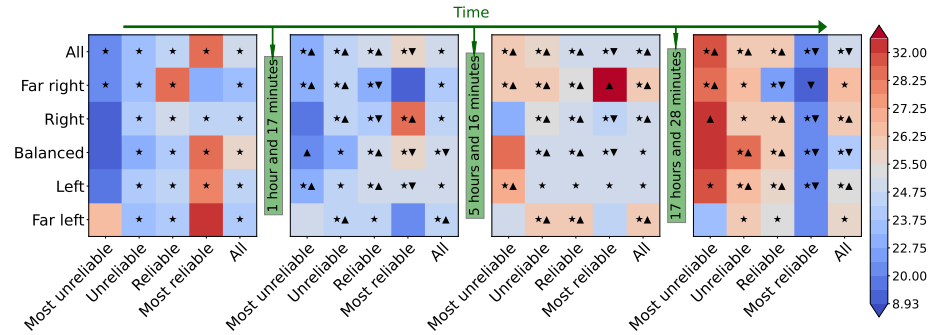 Time
All
Far right
Right
Balanced
Left
Far left
Most unreliable
Unreliable
Reliable
Most reliable
All
1 hour and 17 minutes
Most unreliable
Unreliable
Reliable
Most reliable
All
5 hours and 16 minutes
Most unreliable
Unreliable
Reliable
Most reliable
All
17 hours and 28 minutes
Most unreliable
Unreliable
Reliable
Most reliable
All
32.00
28.25
27.25
26.25
25.50
24.75
23.75
22.75
20.00
8.93